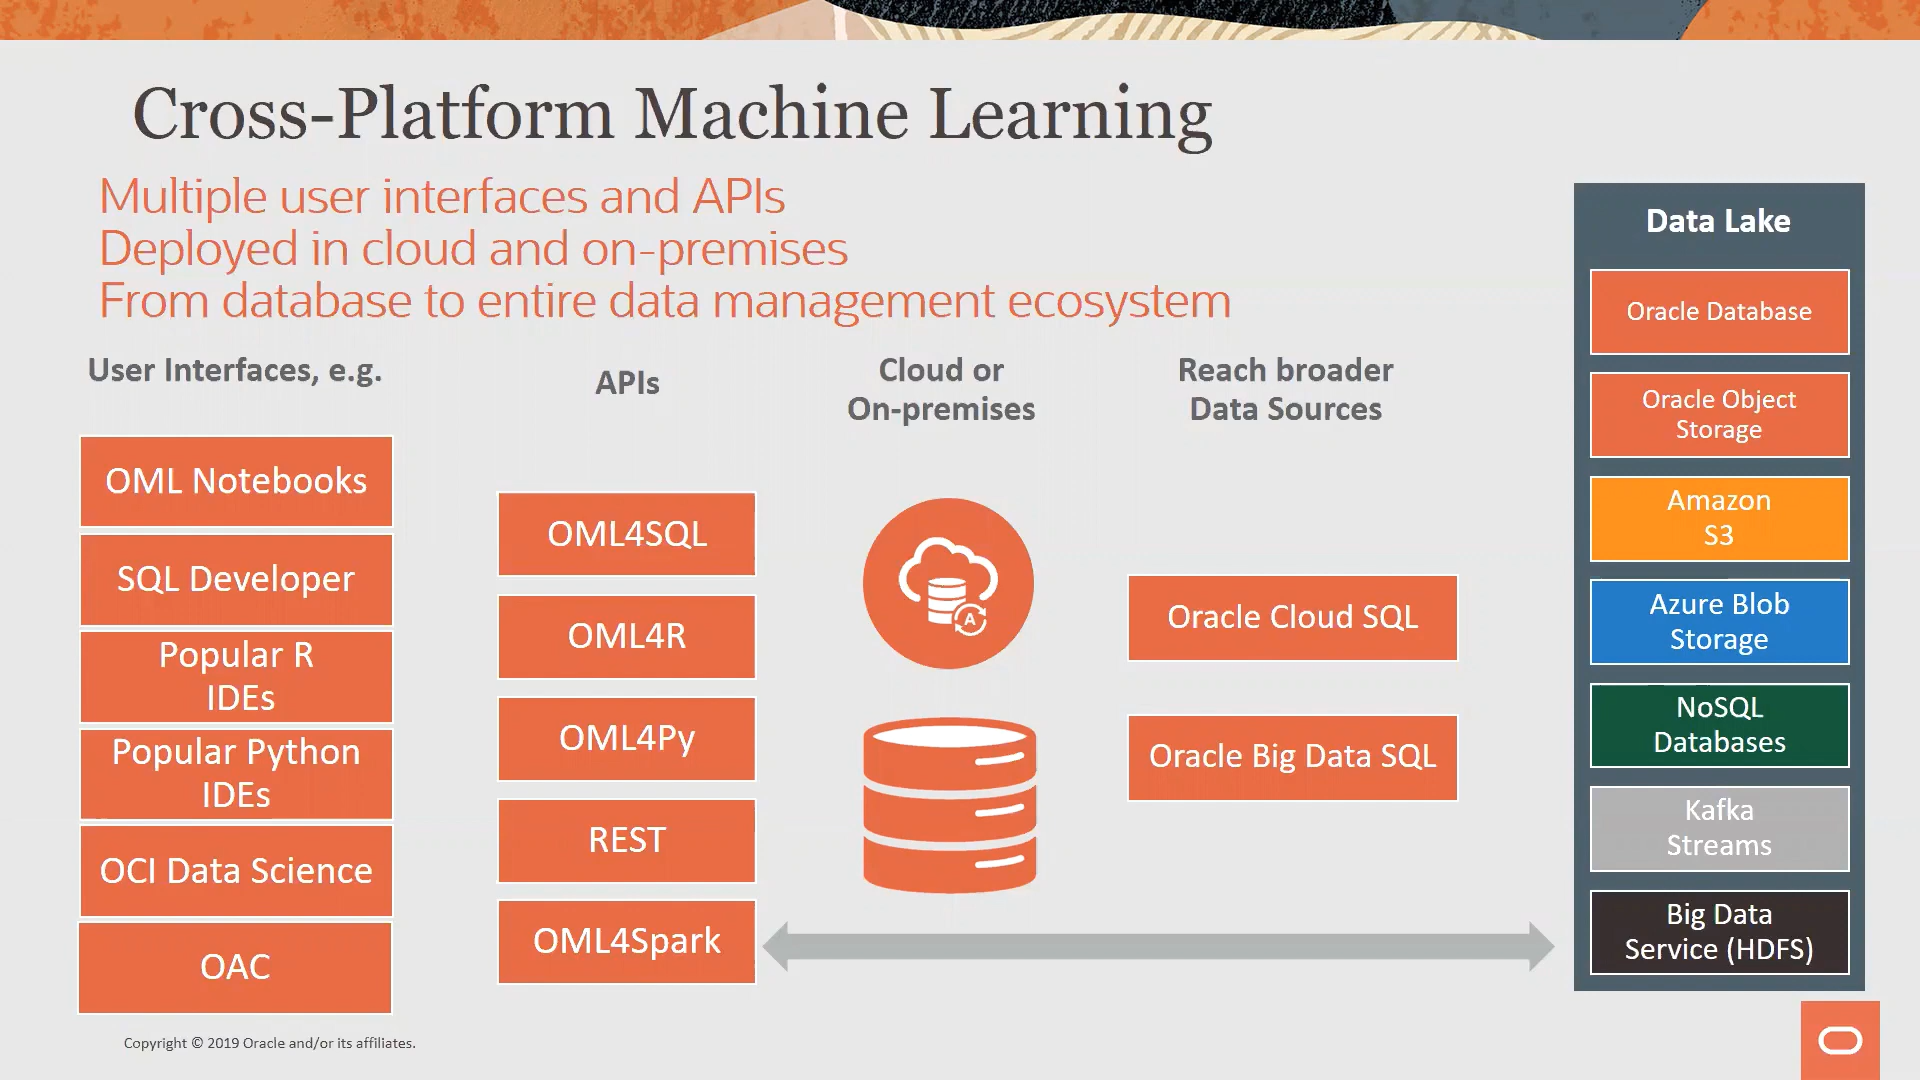 Cross-Platform Machine Learning
Multiple user interfaces and APIs
Deployed in cloud and on-premises
From database to entire data management ecosystem
User Interfaces, e.g.
OML Notebooks
SQL Developer
Popular R
IDEs
Popular Python
IDEs
OCI Data Science
OAC
APIs
OML4SQL
OML4R
OML4Py
REST
OML4Spark
Cloud or
On-premises
A
Reach broader
Data Sources
Oracle Cloud SQL
Oracle Big Data SQL
Data Lake
Oracle Database
Oracle Object
Storage
Amazon
S3
Azure Blob
Storage
NoSQL
Databases
Kafka
Streams
Big Data
Service (HDFS)
Copyright © 2019 Oracle and/or its affiliates.